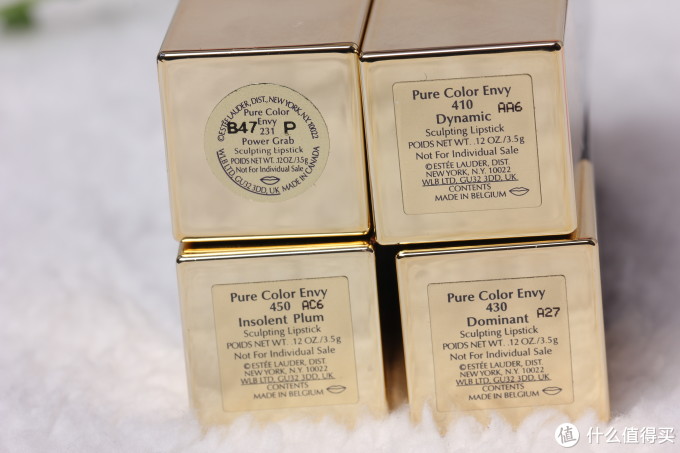 ©ESTÉE LAUDER, DIST., NEW YORK, N.Y. 10022
Pure Color
Envy
B47 231 P
Power Grab
Sculpting Lipstick
POIDS NET WT. .12 OZ./3.5g
Not For Individual Sale
WLB LTD, GU32 3DD, UK MADE IN CANADA
Pure Color Envy
410 AA6
Dynamic
Sculpting Lipstick
POIDS NET WT. .12 OZ./3.5g
Not For Individual Sale
©ESTÉE LAUDER, DIST.
NEW YORK, N.Y. 10022
WLB LTD, GU32 3DD, UK
CONTENTS
MADE IN BELGIUM
Pure Color Envy
450 AC6
Insolent Plum
Sculpting Lipstick
POIDS NET WT. .12 OZ./3.5g
Not For Individual Sale
©ESTÉE LAUDER, DIST.
NEW YORK, N.Y. 10022
WLB LTD, GU32 3DD, UK
CONTENTS
MADE IN BELGIUM
Pure Color Envy
430 A27
Dominant
Sculpting Lipstick
POIDS NET WT. .12 OZ./3.5g
Not For Individual Sale
©ESTÉE LAUDER, DIST.
NEW YORK, N.Y. 10022
WLB LTD, GU32 3DD, UK
CONTENTS
MADE IN BELGIUM
值 什么值得买